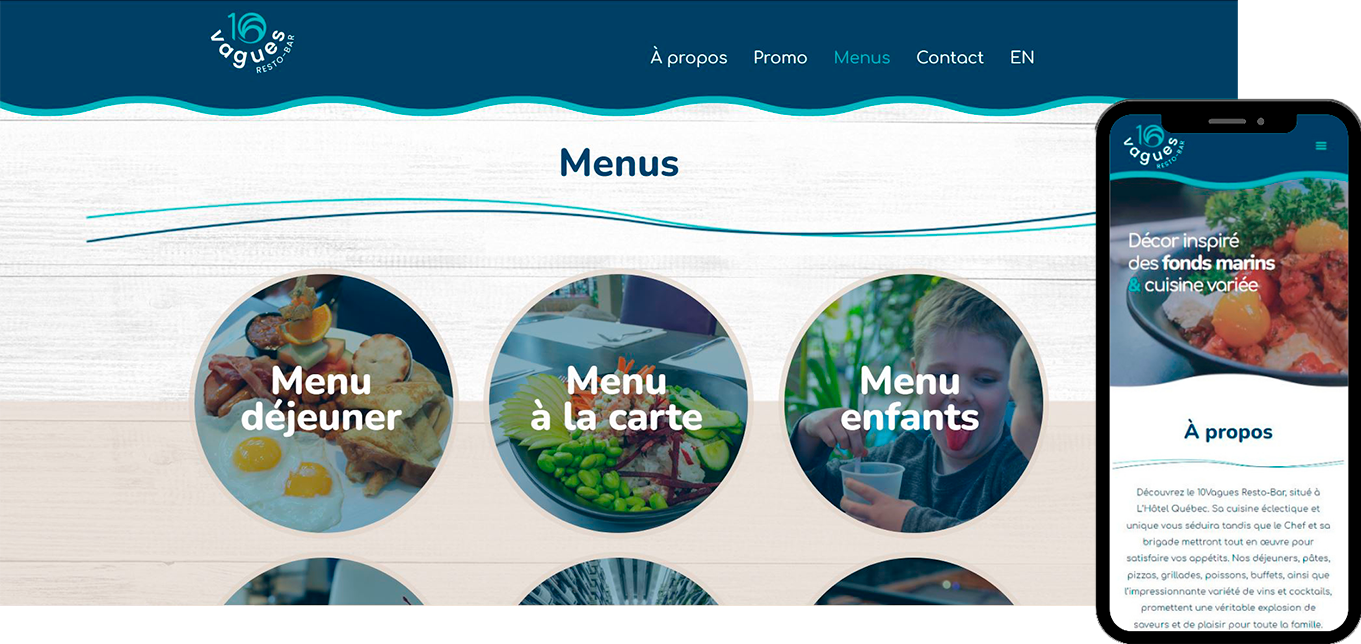 10
vagues
RESTO-BAR
À propos Promo Menus Contact EN
Menus
Menu
déjeuner
Menu
à la carte
Menu
enfants
10
vagues
RESTO-BAR
Décor inspiré
des fonds marins
& cuisine variée
À propos
Découvrez le 10Vagues Resto-Bar, situé à
L'Hôtel Québec. Sa cuisine éclectique et
unique vous séduira tandis que le Chef et sa
brigade mettront tout en œuvre pour
satisfaire vos appétits. Nos déjeuners, pâtes,
pizzas, grillades, poissons, buffets, ainsi que
l'impressionnante variété de vins et cocktails,
promettent une véritable explosion de
saveurs et de plaisir pour toute la famille.